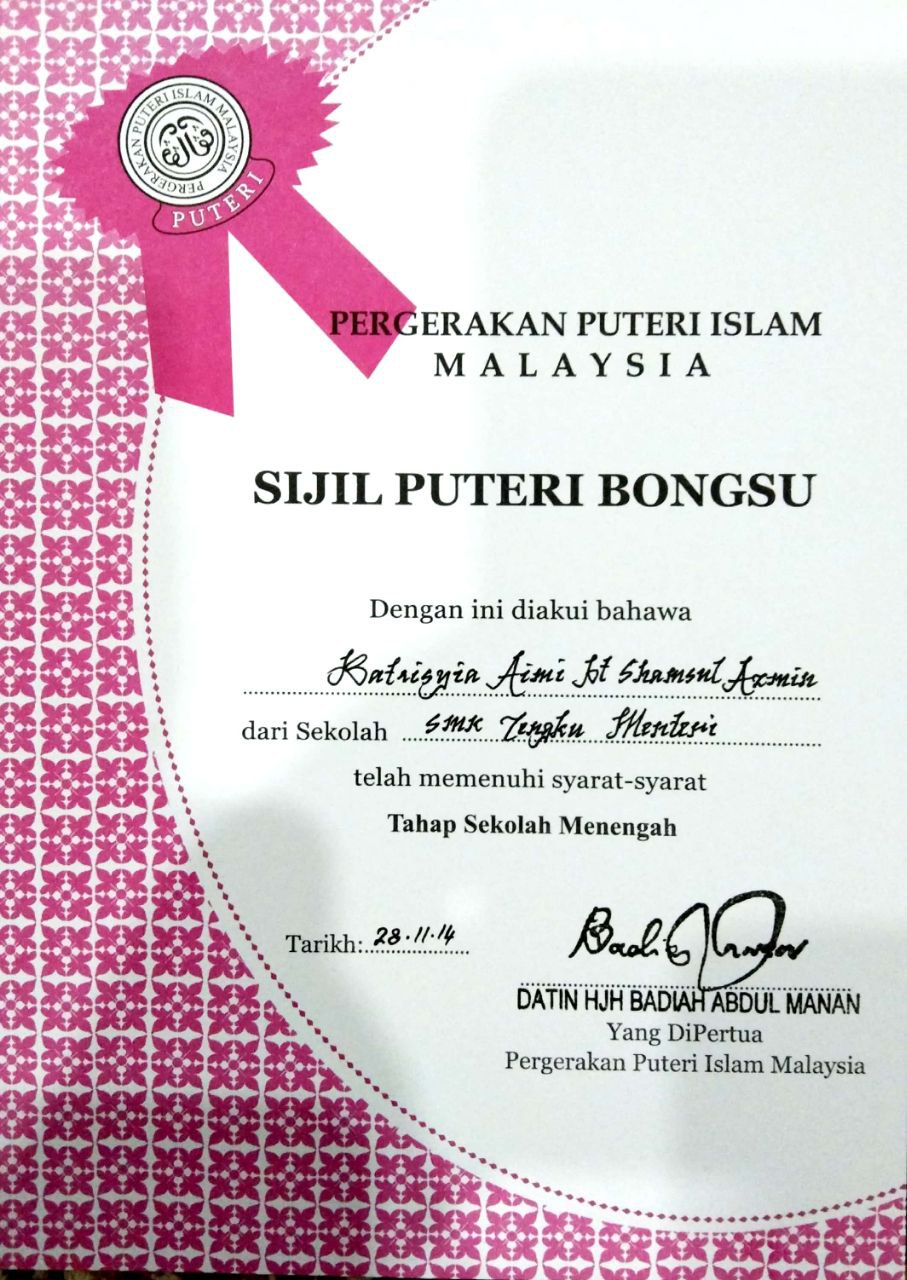 PERGERAKAN PUTERI ISLAM MALAYSIA
PUTERI
PERGERAKAN PUTERI ISLAM
MALAYSIA
SIJIL PUTERI BONGSU
Dengan ini diakui bahawa
Batrisyia Aimi bt Shamsul Azmin
dari Sekolah SMK Tengku Menteri
telah memenuhi syarat-syarat
Tahap Sekolah Menengah
Tarikh: 28.11.14
DATIN HJH BADIAH ABDUL MANAN
Yang DiPertua
Pergerakan Puteri Islam Malaysia